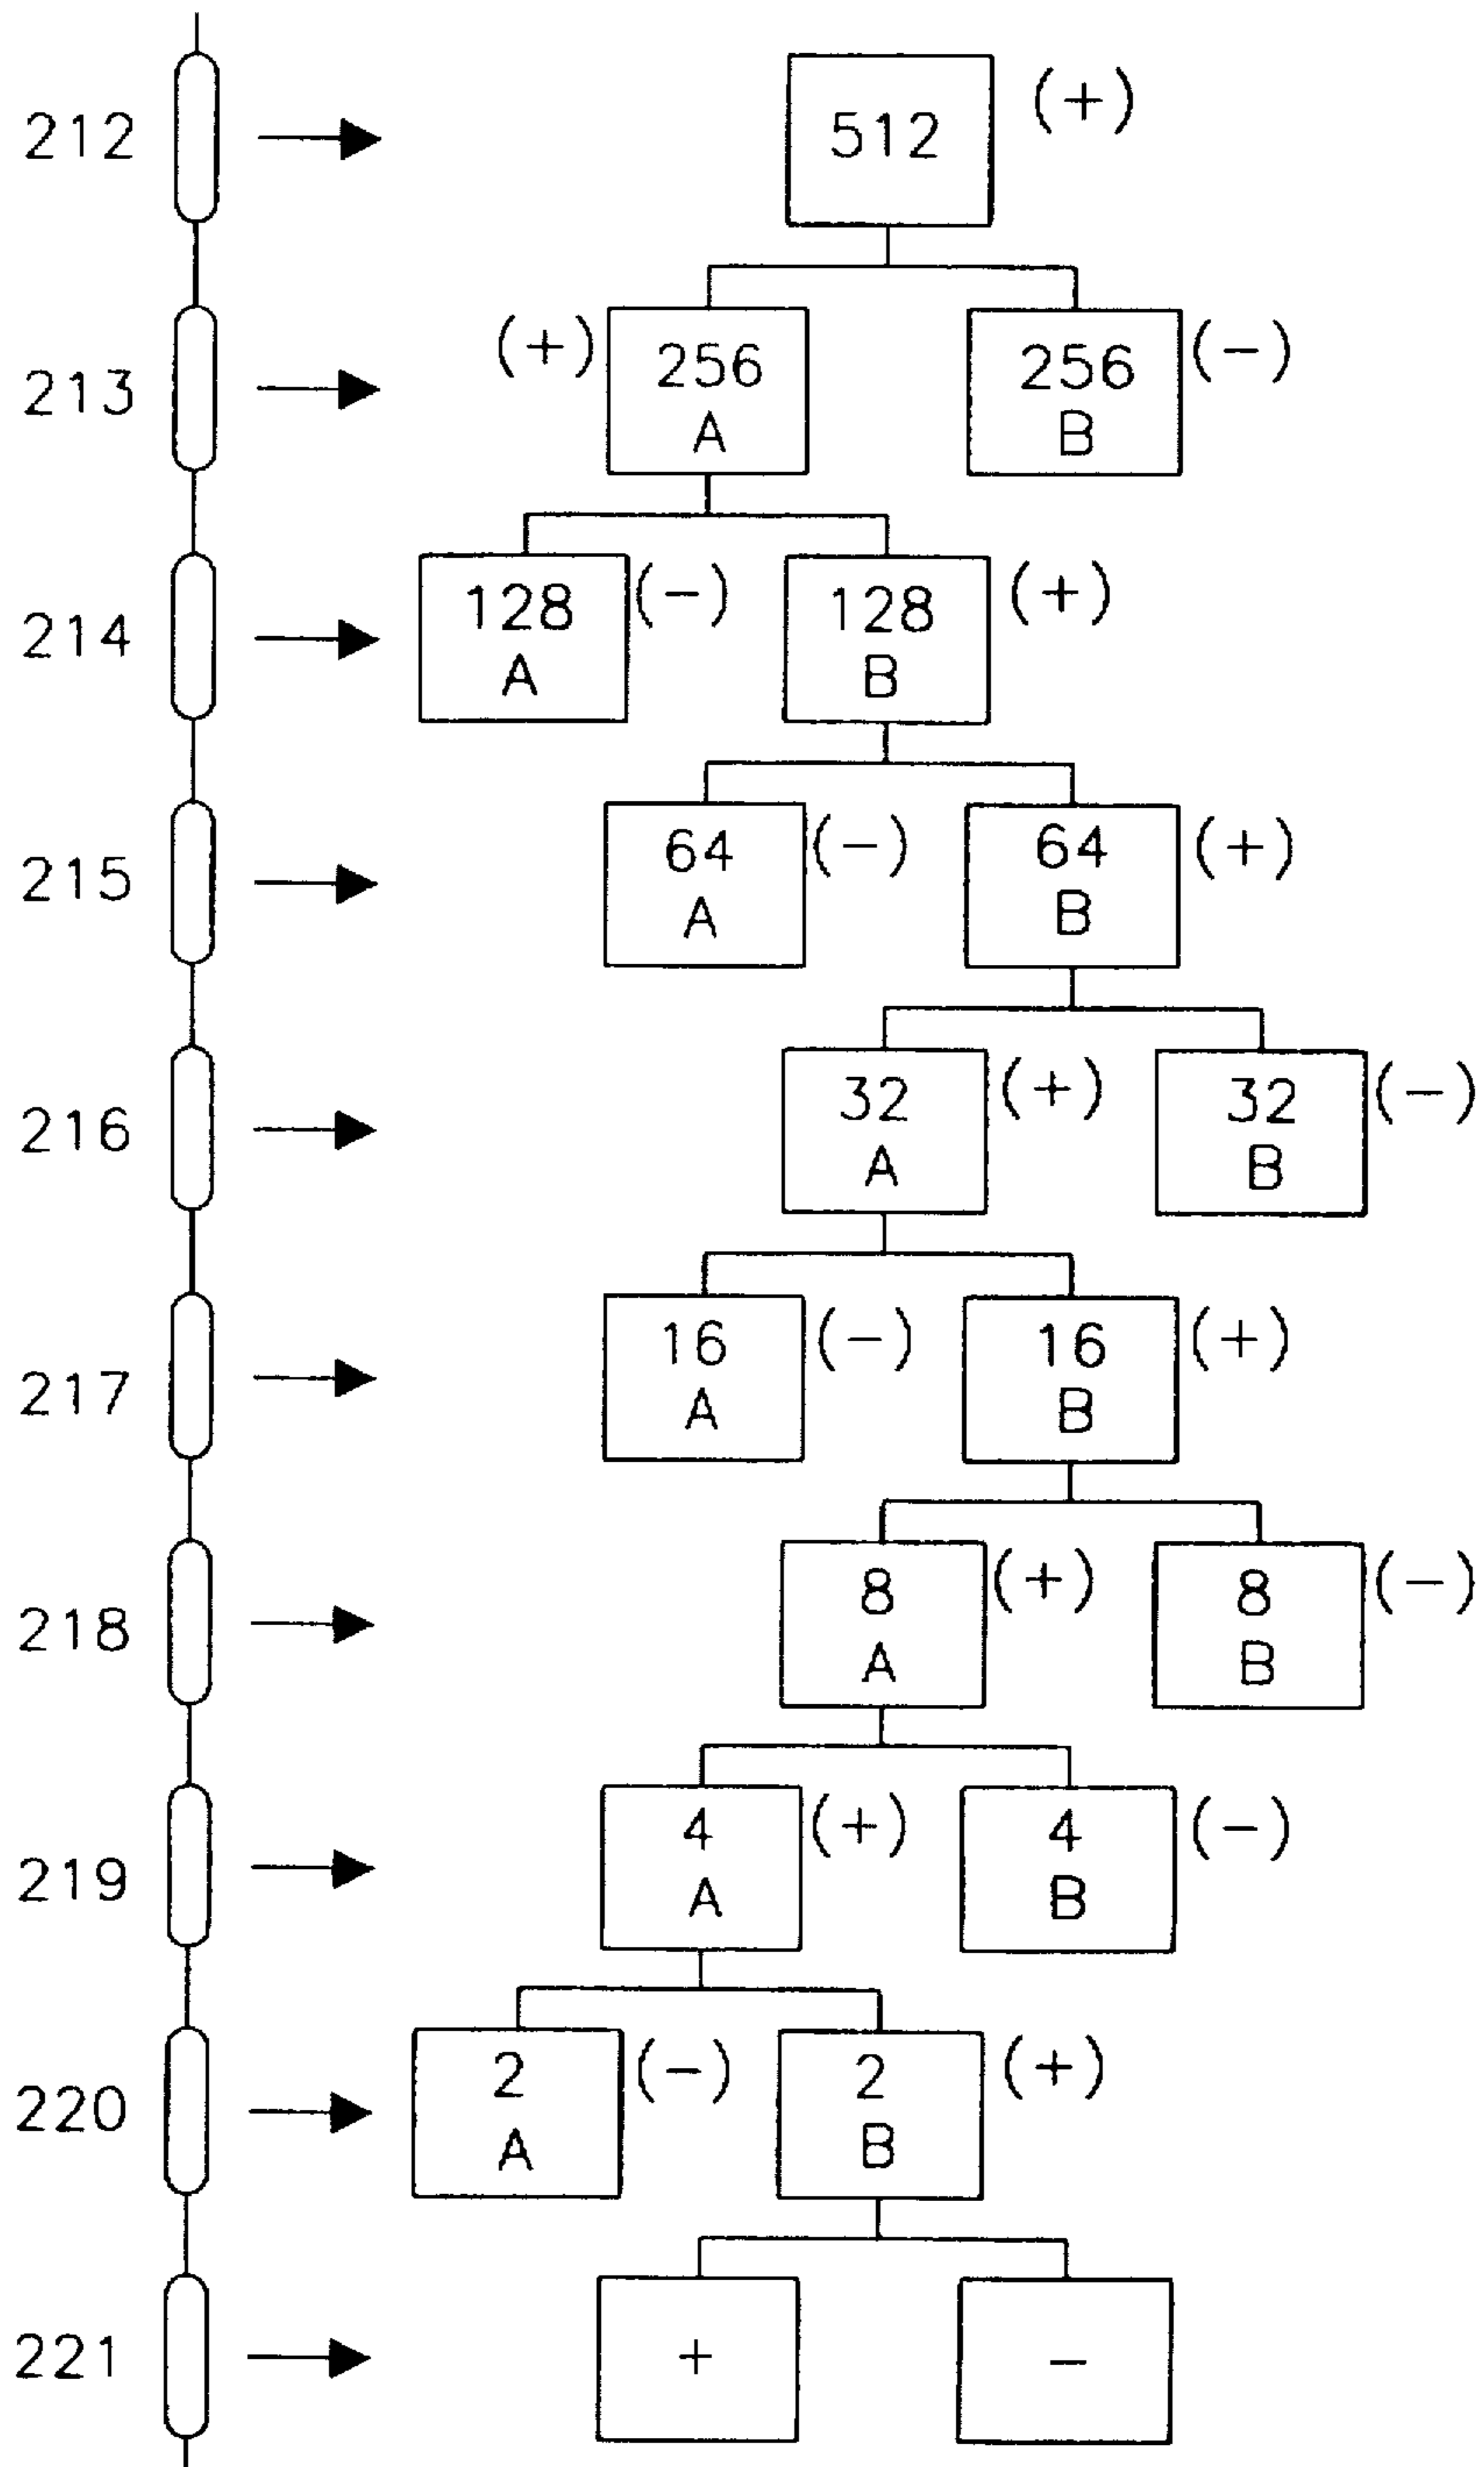 212
512 (+)
213
(+) 256 A
256 B (-)
214
128 A (-)
128 B (+)
215
64 A (-)
64 B (+)
216
32 A (+)
32 B (-)
217
16 A (-)
16 B (+)
218
8 A (+)
8 B (-)
219
4 A (+)
4 B (-)
220
2 A (-)
2 B (+)
221
+
-